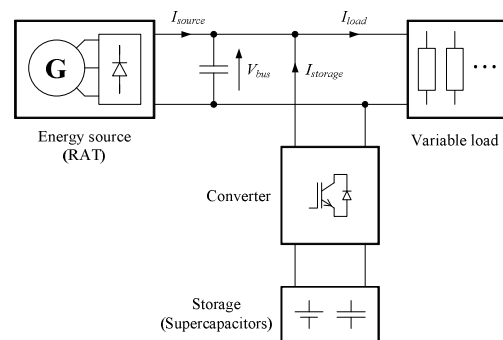 I_source
I_load
G
V_bus
I_storage
...
Energy source
(RAT)
Variable load
Converter
Storage
(Supercapacitors)